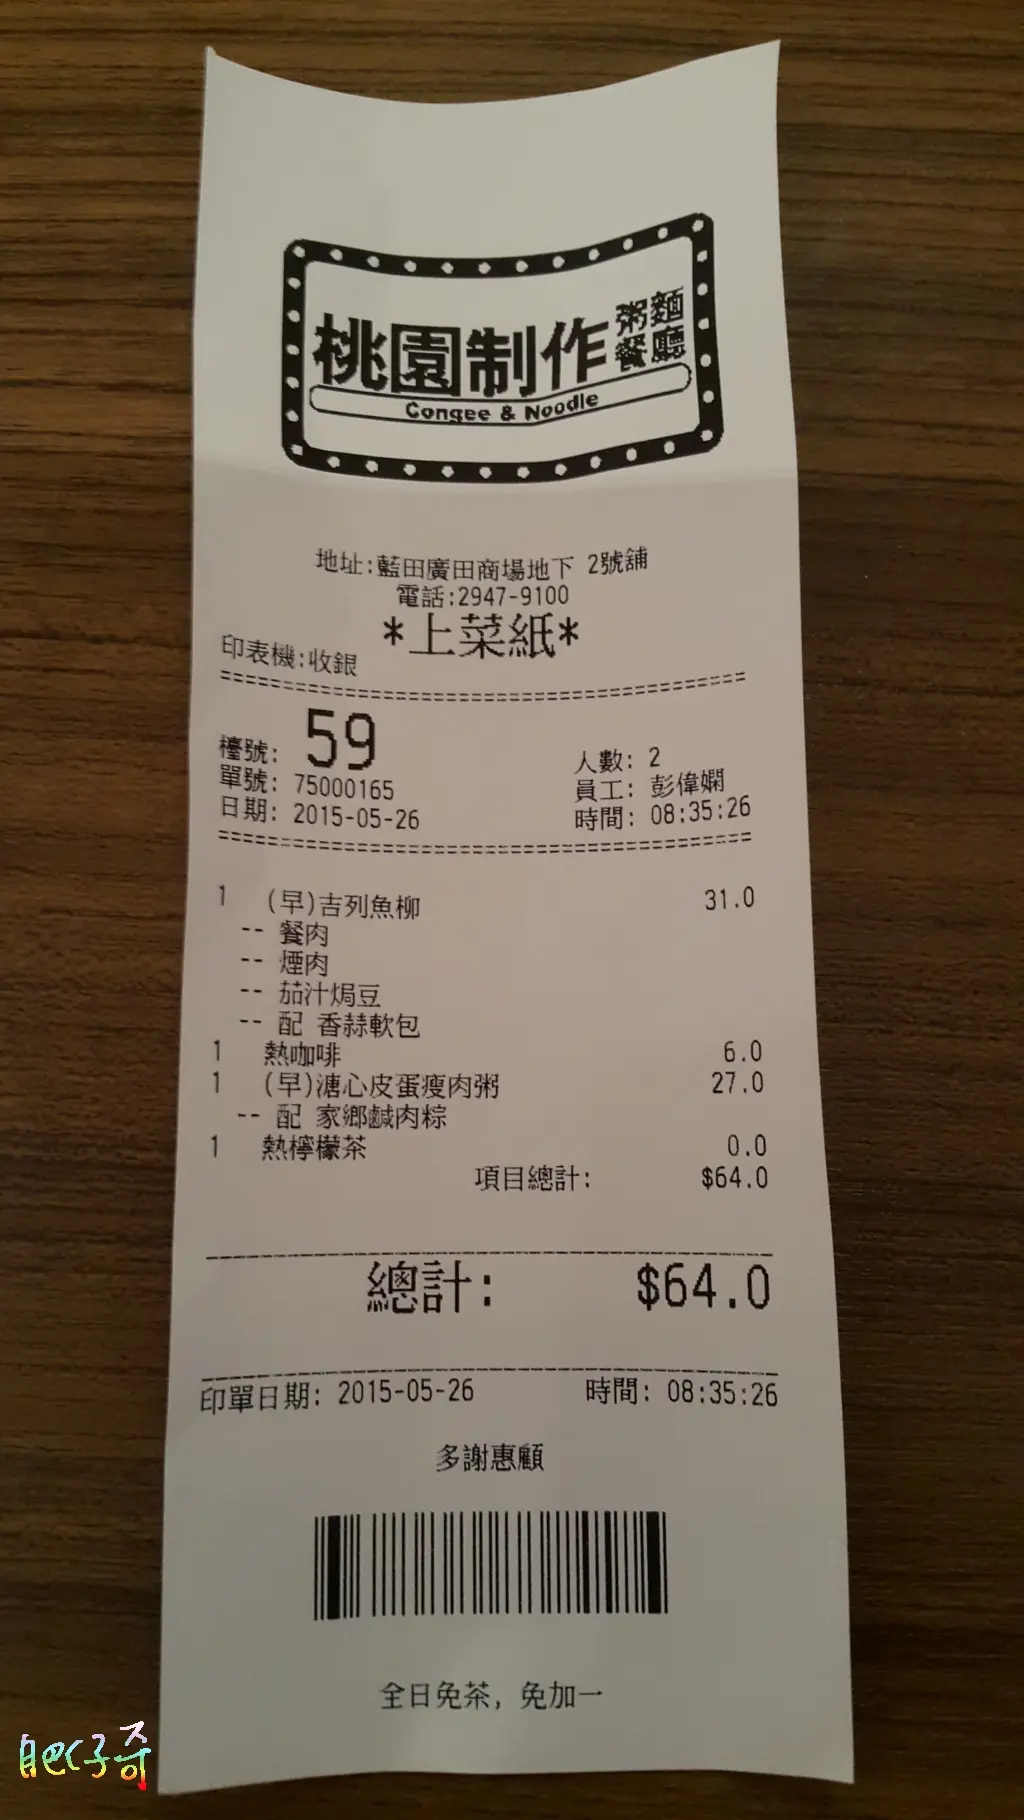 桃園制作 粥麵餐廳
Congee & Noodle
地址:藍田廣田商場地下 2號舖
電話:2947-9100
*上菜紙*
印表機:收銀
檯號: 59 人數: 2
單號: 75000165 員工: 彭偉嫻
日期: 2015-05-26 時間: 08:35:26
1 (早)吉列魚柳 31.0
-- 餐肉
-- 煙肉
-- 茄汁焗豆
-- 配 香蒜軟包
1 熱咖啡 6.0
1 (早)溏心皮蛋瘦肉粥 27.0
-- 配 家鄉鹹肉粽
1 熱檸檬茶 0.0
項目總計: $64.0
總計: $64.0
印單日期: 2015-05-26 時間: 08:35:26
多謝惠顧
全日免茶, 免加一
肥仔奇